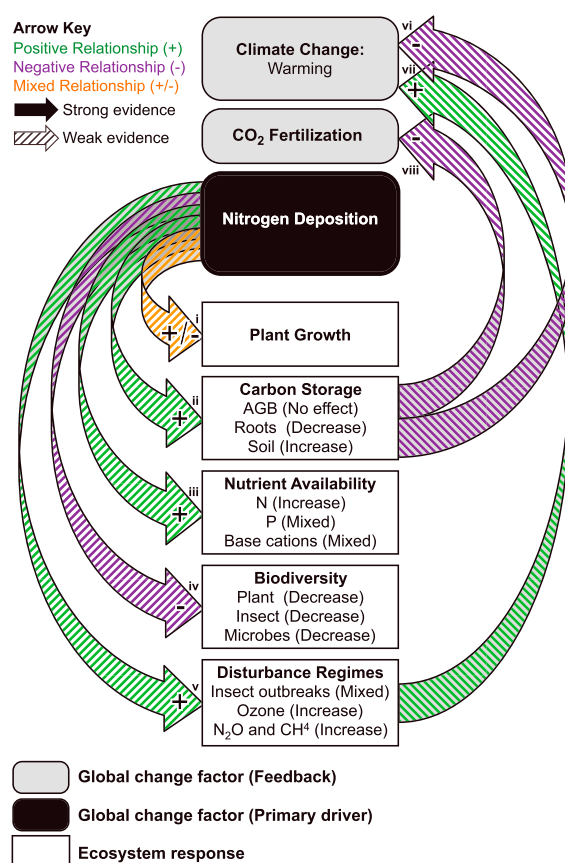 Arrow Key
Positive Relationship (+)
Negative Relationship (-)
Mixed Relationship (+/-)
Strong evidence
Weak evidence
Climate Change:
Warming
vi
-
vii
+
CO₂ Fertilization
-
viii
Nitrogen Deposition
i
+/-
Plant Growth
ii
+
Carbon Storage
AGB (No effect)
Roots (Decrease)
Soil (Increase)
iii
+
Nutrient Availability
N (Increase)
P (Mixed)
Base cations (Mixed)
iv
-
Biodiversity
Plant (Decrease)
Insect (Decrease)
Microbes (Decrease)
v
+
Disturbance Regimes
Insect outbreaks (Mixed)
Ozone (Increase)
N₂O and CH⁴ (Increase)
Global change factor (Feedback)
Global change factor (Primary driver)
Ecosystem response